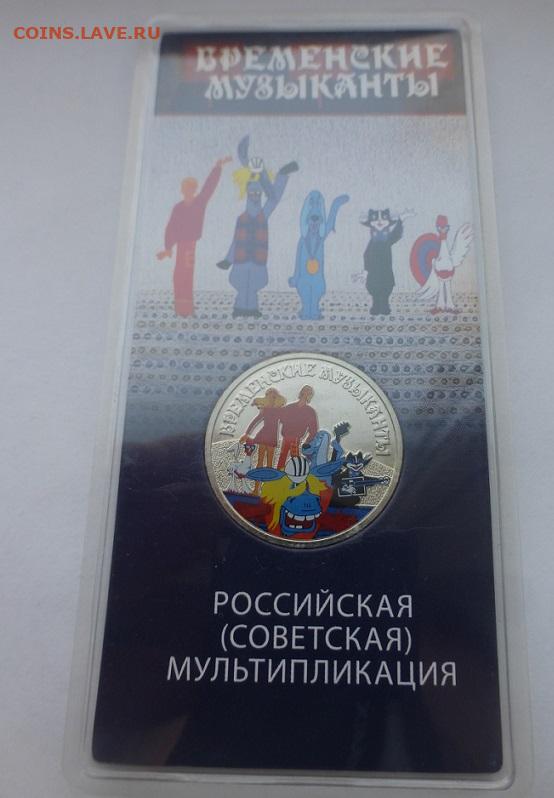 COINS.LAVE.RU
БРЕМЕНСКИЕ
МУЗЫКАНТЫ
БРЕМЕНСКИЕ МУЗЫКАНТЫ
РОССИЙСКАЯ
(СОВЕТСКАЯ)
МУЛЬТИПЛИКАЦИЯ